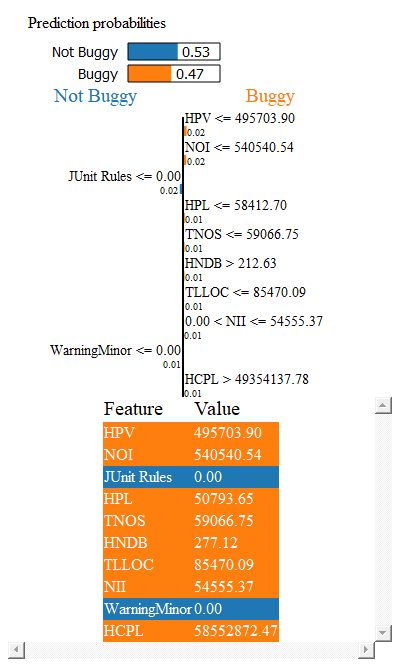 Prediction probabilities
Not Buggy 0.53
Buggy 0.47
Not Buggy Buggy
HPV <= 495703.90
0.02
NOI <= 540540.54
0.02
JUnit Rules <= 0.00
0.02
HPL <= 58412.70
0.01
TNOS <= 59066.75
0.01
HNDB > 212.63
0.01
TLLOC <= 85470.09
0.01
0.00 < NII <= 54555.37
0.01
WarningMinor <= 0.00
0.01
HCPL > 49354137.78
0.01
Feature Value
HPV 495703.90
NOI 540540.54
JUnit Rules 0.00
HPL 50793.65
TNOS 59066.75
HNDB 277.12
TLLOC 85470.09
NII 54555.37
WarningMinor 0.00
HCPL 58552872.47